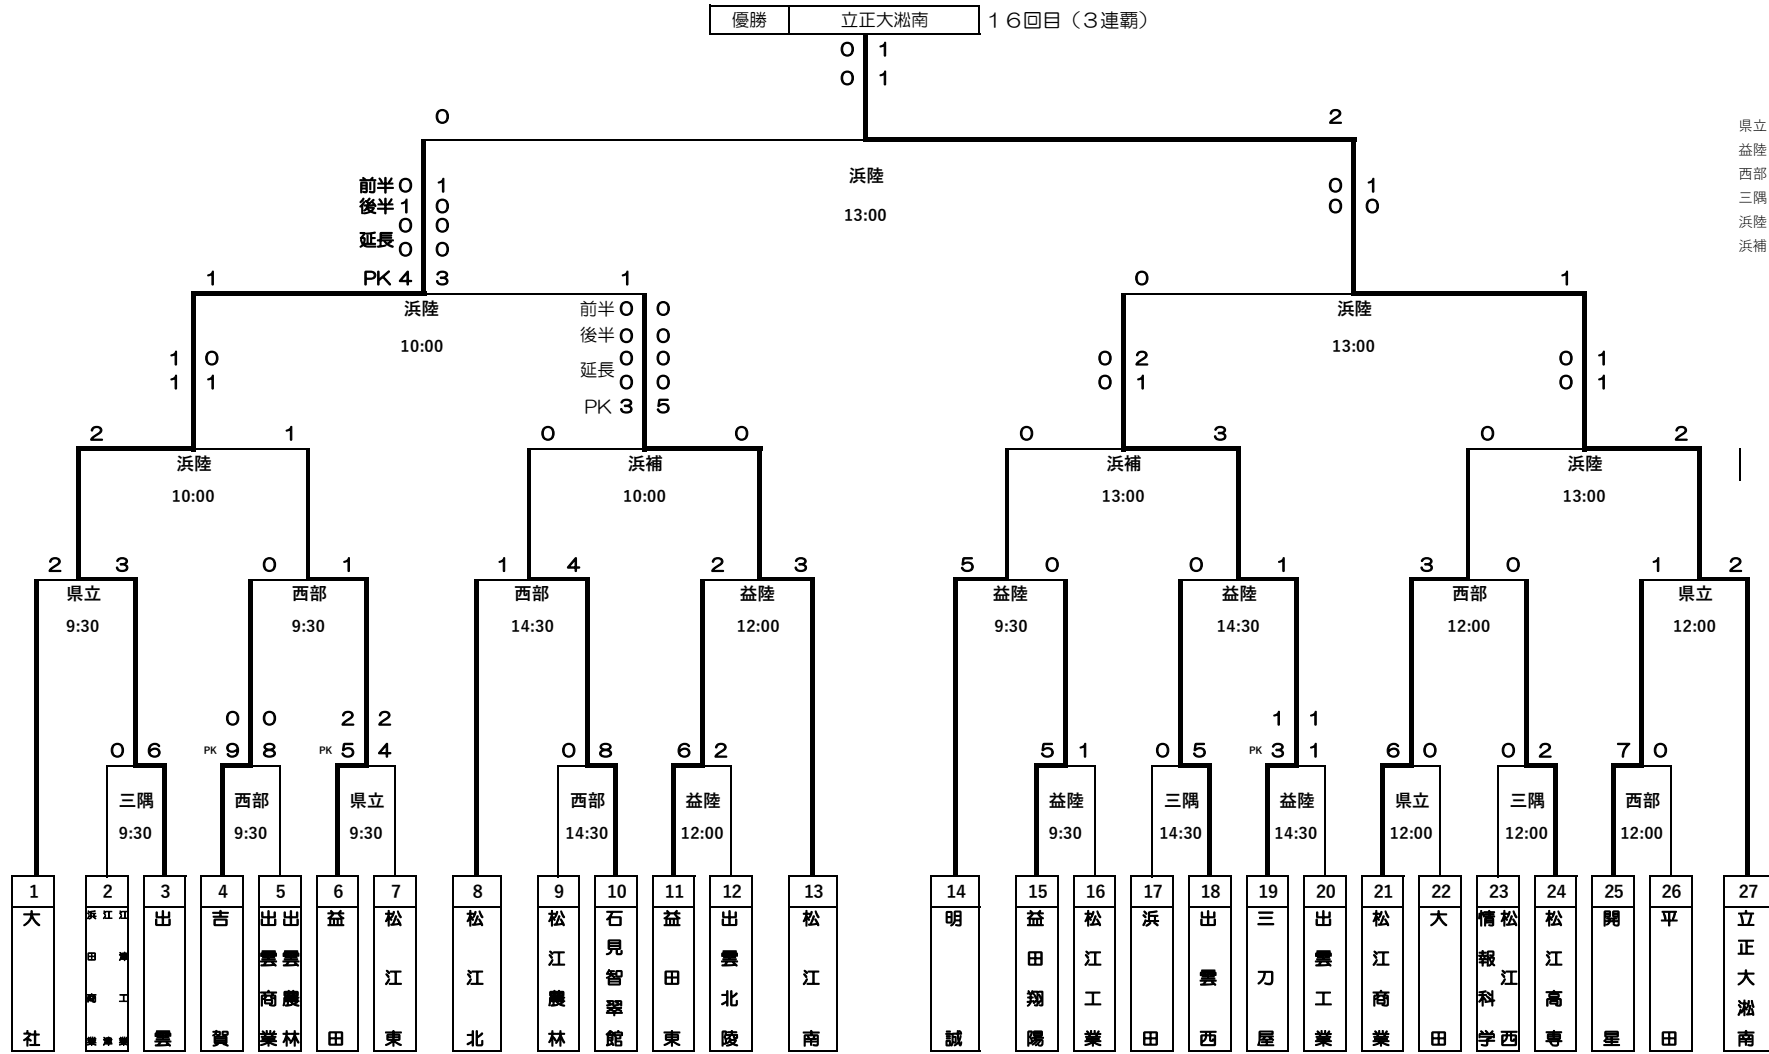 優勝 立正大淞南 16回目（3連覇）
0 1
0 1
0 2
県立
益陸
西部
三隅
浜陸
浜補
浜陸
13:00
前半 0 1
後半 1 0
延長 0 0
0 0
PK 4 3
0 1
0 0
1 1 0 1
浜陸
10:00
浜陸
13:00
前半 0 0
後半 0 0
延長 0 0
0 0
PK 3 5
1 0
1 1
0 2
0 1
0 1
0 1
2 1 0 0 0 3 0 2
浜陸 浜補 浜補 浜陸
10:00 10:00 13:00 13:00
2 3 0 1 1 4 2 3 5 0 0 1 3 0 1 2
県立 西部 西部 益陸 益陸 益陸 西部 県立
9:30 9:30 14:30 12:00 9:30 14:30 12:00 12:00
0 0 2 2 1 1
0 6 PK 9 8 PK 5 4 0 8 6 2 5 1 0 5 PK 3 1 6 0 0 2 7 0
三隅 西部 県立 西部 益陸 益陸 三隅 益陸 県立 三隅 西部
9:30 9:30 9:30 14:30 12:00 9:30 14:30 14:30 12:00 12:00 12:00
1 2 3 4 5 6 7 8 9 10 11 12 13 14 15 16 17 18 19 20 21 22 23 24 25 26 27
大社
江津工業
江津
浜田商業
出雲
吉賀
出雲農林
出雲商業
益田
松江東
松江北
松江農林
石見智翠館
益田東
出雲北陵
松江南
明誠
益田翔陽
松江工業
浜田
出雲西
三刀屋
出雲工業
松江商業
大田
松江西
情報科学
松江高専
開星
平田
立正大淞南